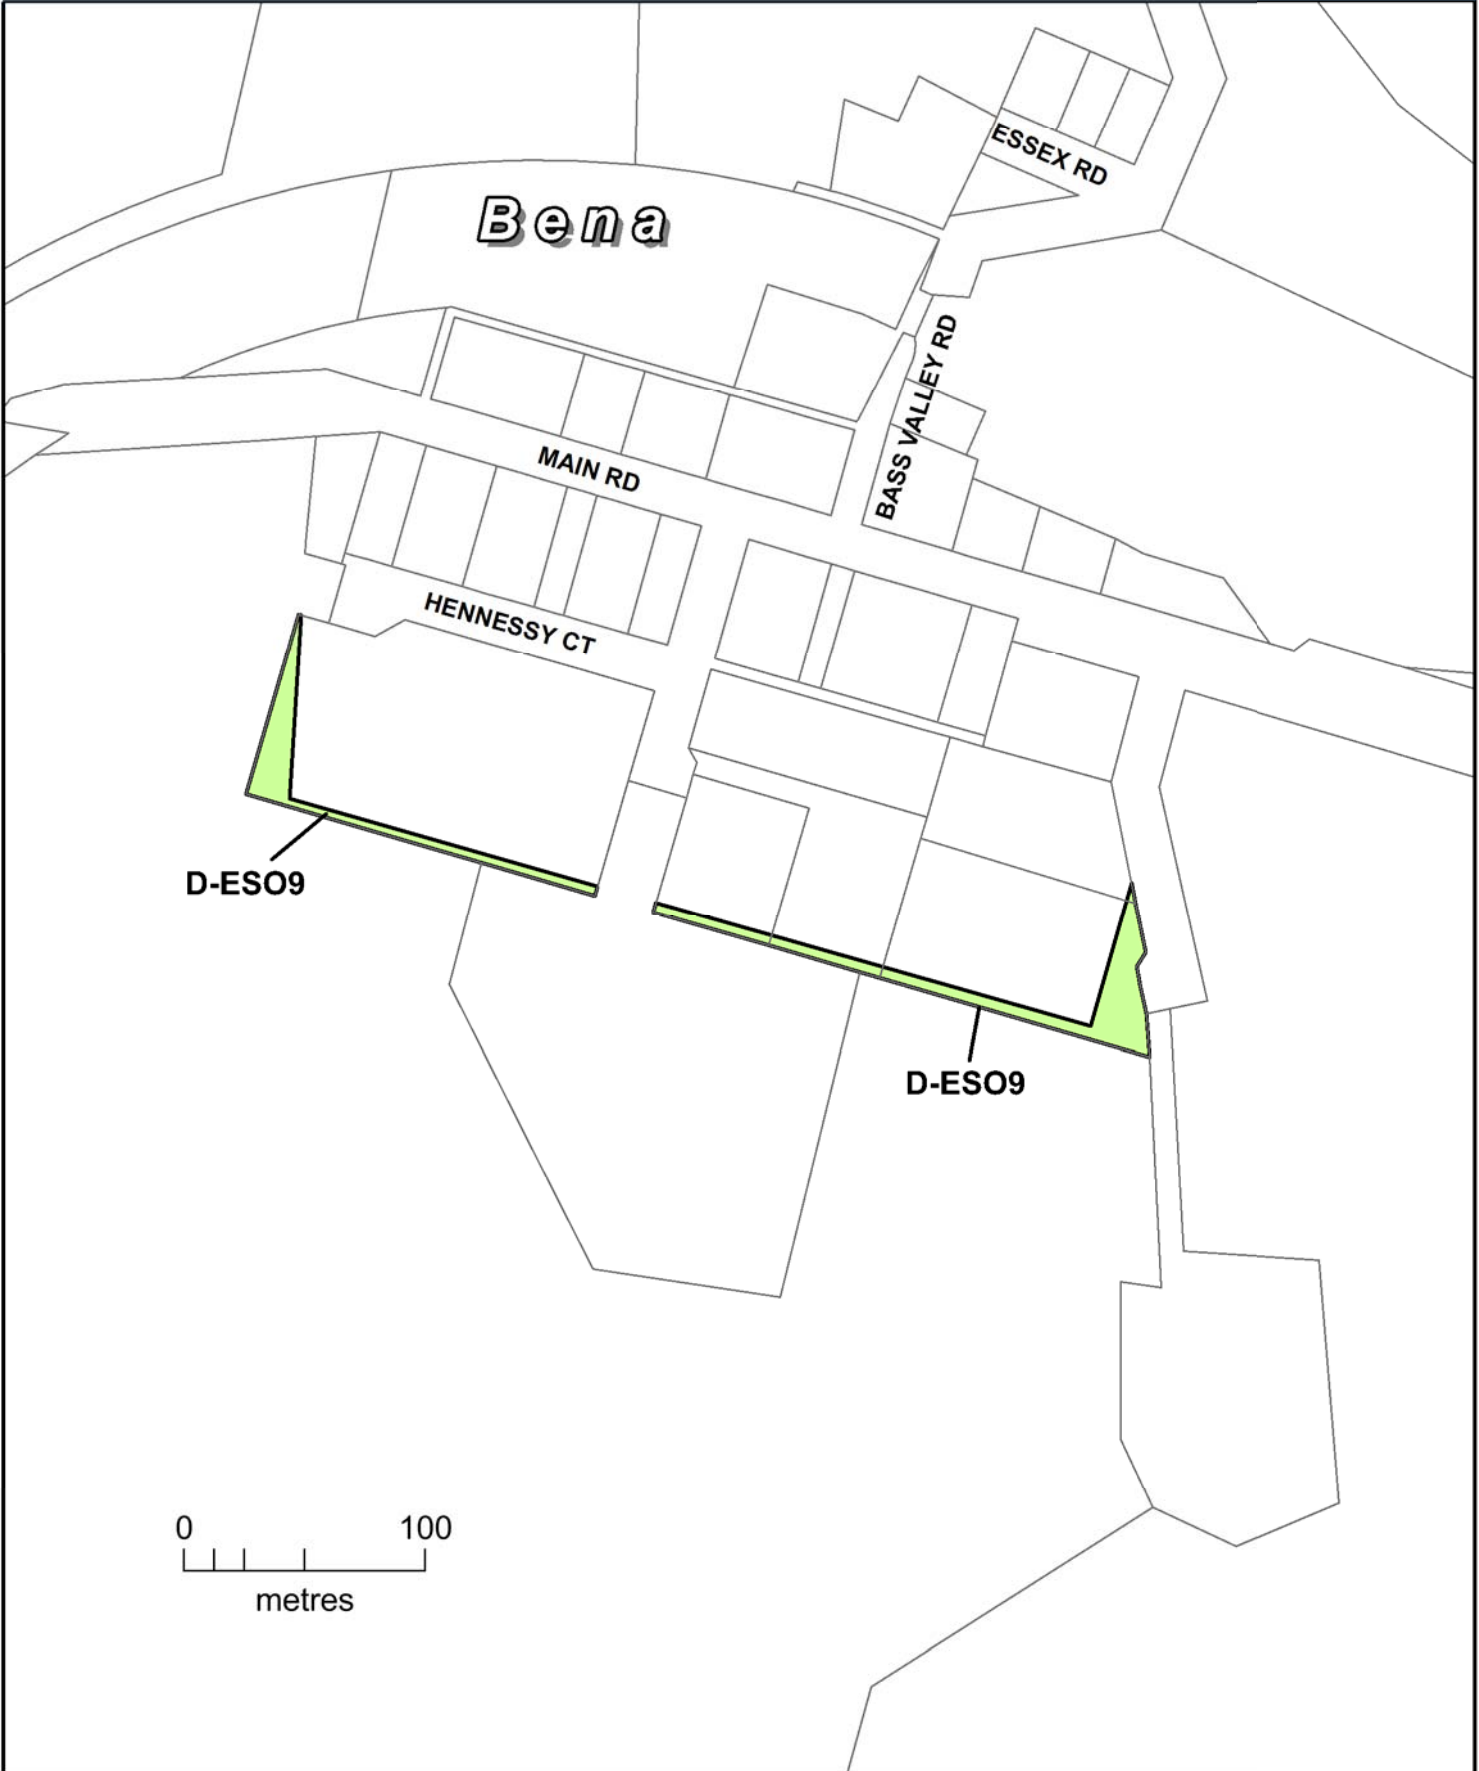 ESSEX RD
Bena
BASS VALLEY RD
MAIN RD
HENNESSY CT
D-ESO9
D-ESO9
0 100
metres